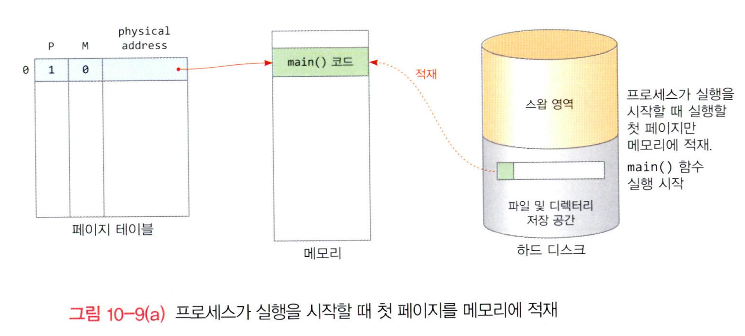 P M physical address
0 1 0
페이지 테이블
main() 코드
메모리
적재
스왑 영역
파일 및 디렉터리
저장 공간
하드 디스크
프로세스가 실행을
시작할 때 실행할
첫 페이지만
메모리에 적재.
main() 함수
실행 시작
그림 10-9(a) 프로세스가 실행을 시작할 때 첫 페이지를 메모리에 적재